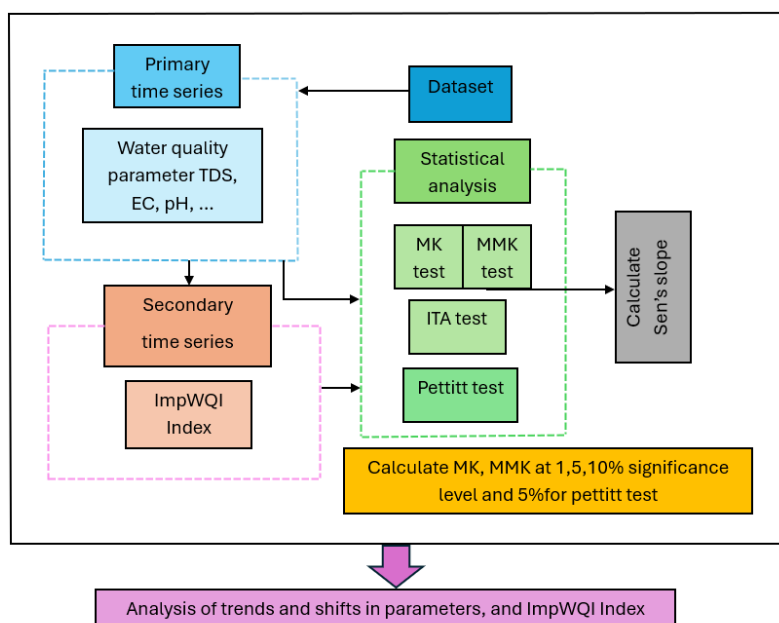 Primary
time series
Dataset
Water quality
parameter TDS,
EC, pH, ...
Statistical
analysis
MK
test
MMK
test
Calculate
Sen's slope
Secondary
time series
ITA test
ImpWQI
Index
Pettitt test
Calculate MK, MMK at 1,5,10% significance
level and 5%for pettitt test
Analysis of trends and shifts in parameters, and ImpWQI Index